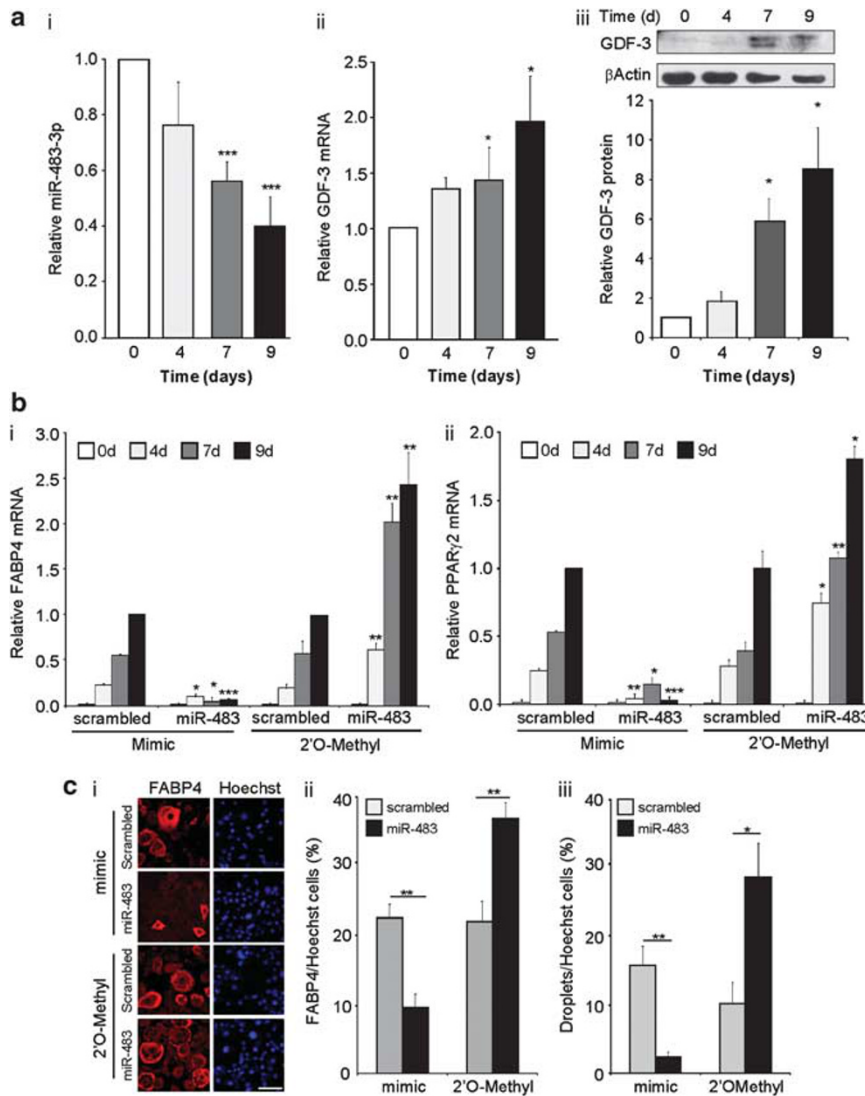 a
i
Relative miR-483-3p
1.0
0.8
0.6
0.4
0.2
0.0
***
***
0 4 7 9
Time (days)
ii
Relative GDF-3 mRNA
2.5
2.0
1.5
1.0
0.5
0.0
*
*
0 4 7 9
Time (days)
iii
Time (d) 0 4 7 9
GDF-3
βActin
Relative GDF-3 protein
12
10
8
6
4
2
0
*
*
0 4 7 9
Time (days)
b
i
Relative FABP4 mRNA
3.0
2.5
2.0
1.5
1.0
0.5
0.0
0d 4d 7d 9d
* * ***
** ** **
scrambled miR-483 scrambled miR-483
Mimic 2'O-Methyl
ii
Relative PPARγ2 mRNA
2.0
1.5
1.0
0.5
0.0
0d 4d 7d 9d
** * ***
* ** *
scrambled miR-483 scrambled miR-483
Mimic 2'O-Methyl
c
i
FABP4 Hoechst
mimic
Scrambled
miR-483
2'O-Methyl
Scrambled
miR-483
ii
FABP4/Hoechst cells (%)
40
30
20
10
0
scrambled
miR-483
**
**
mimic 2'O-Methyl
iii
Droplets/Hoechst cells (%)
40
30
20
10
0
scrambled
miR-483
**
*
mimic 2'OMethyl